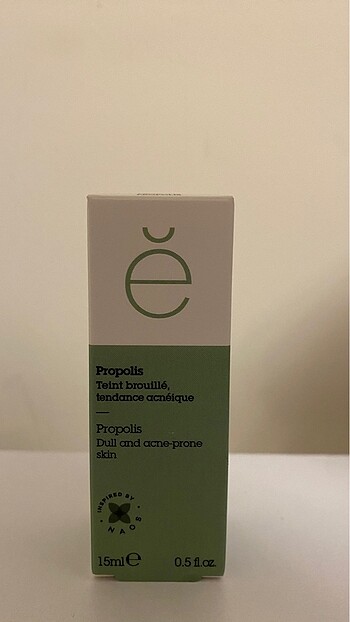 ĕ
Propolis
Teint brouillé,
tendance acnéique
Propolis
Dull and acne-prone
skin
INSPIRED BY
NAOS
15ml ℮
0.5 fl.oz.